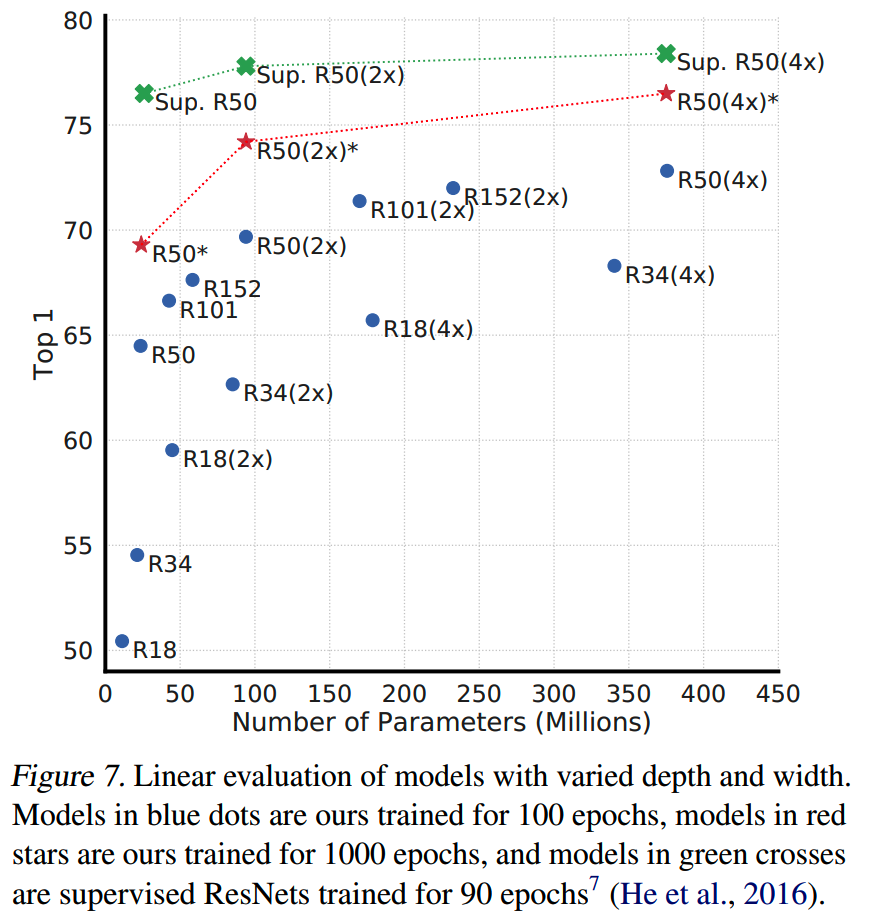 80
Sup. R50(4x)
Sup. R50(2x)
Sup. R50
R50(4x)*
75
R50(2x)*
R50(4x)
R152(2x)
R101(2x)
70
R50(2x)
R50*
R34(4x)
R152
R101
Top 1
65
R18(4x)
R50
R34(2x)
60
R18(2x)
55
R34
50
R18
0 50 100 150 200 250 300 350 400 450
Number of Parameters (Millions)
Figure 7. Linear evaluation of models with varied depth and width.
Models in blue dots are ours trained for 100 epochs, models in red
stars are ours trained for 1000 epochs, and models in green crosses
are supervised ResNets trained for 90 epochs7 (He et al., 2016).